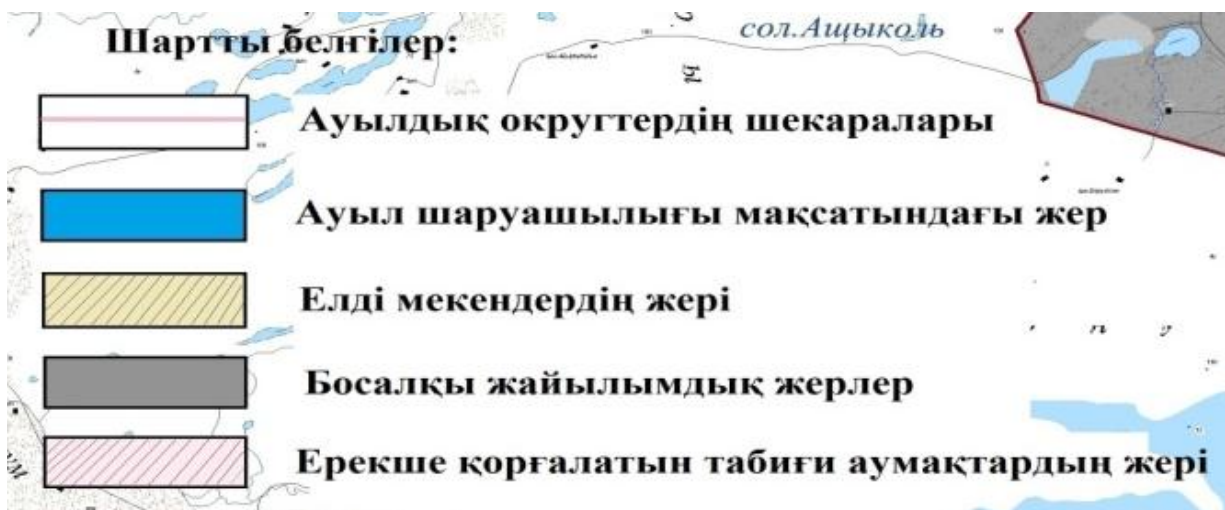 Шартты белгілер:
сол.Ащыколь
Ауылдық округтердің шекаралары
Ауыл шаруашылығы мақсатындағы жер
Елді мекендердің жері
Босалқы жайылымдық жерлер
Ерекше қорғалатын табиғи аумақтардың жері